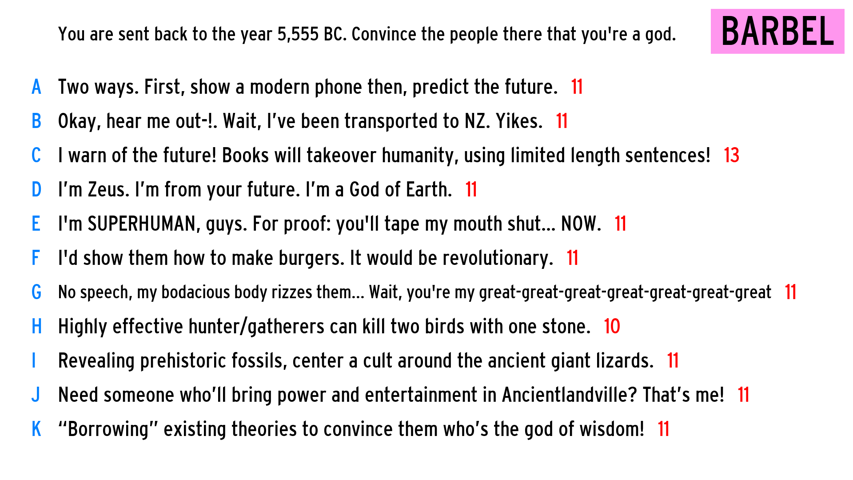 You are sent back to the year 5,555 BC. Convince the people there that you're a god. BARBEL
A Two ways. First, show a modern phone then, predict the future. 11
B Okay, hear me out-!. Wait, I've been transported to NZ. Yikes. 11
C I warn of the future! Books will takeover humanity, using limited length sentences! 13
D I'm Zeus. I'm from your future. I'm a God of Earth. 11
E I'm SUPERHUMAN, guys. For proof: you'll tape my mouth shut... NOW. 11
F I'd show them how to make burgers. It would be revolutionary. 11
G No speech, my bodacious body rizzes them... Wait, you're my great-great-great-great-great-great-great 11
H Highly effective hunter/gatherers can kill two birds with one stone. 10
I Revealing prehistoric fossils, center a cult around the ancient giant lizards. 11
J Need someone who'll bring power and entertainment in Ancientlandville? That's me! 11
K “Borrowing” existing theories to convince them who's the god of wisdom! 11